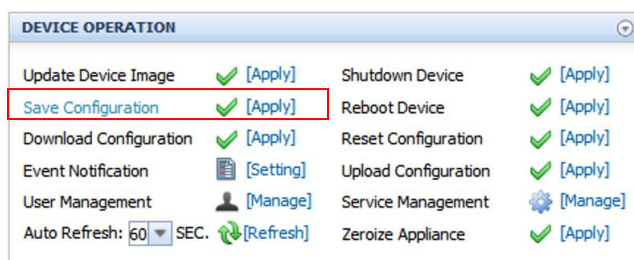 DEVICE OPERATION
Update Device Image [Apply] Shutdown Device [Apply]
Save Configuration [Apply] Reboot Device [Apply]
Download Configuration [Apply] Reset Configuration [Apply]
Event Notification [Setting] Upload Configuration [Apply]
User Management [Manage] Service Management [Manage]
Auto Refresh: 60 SEC. [Refresh] Zeroize Appliance [Apply]